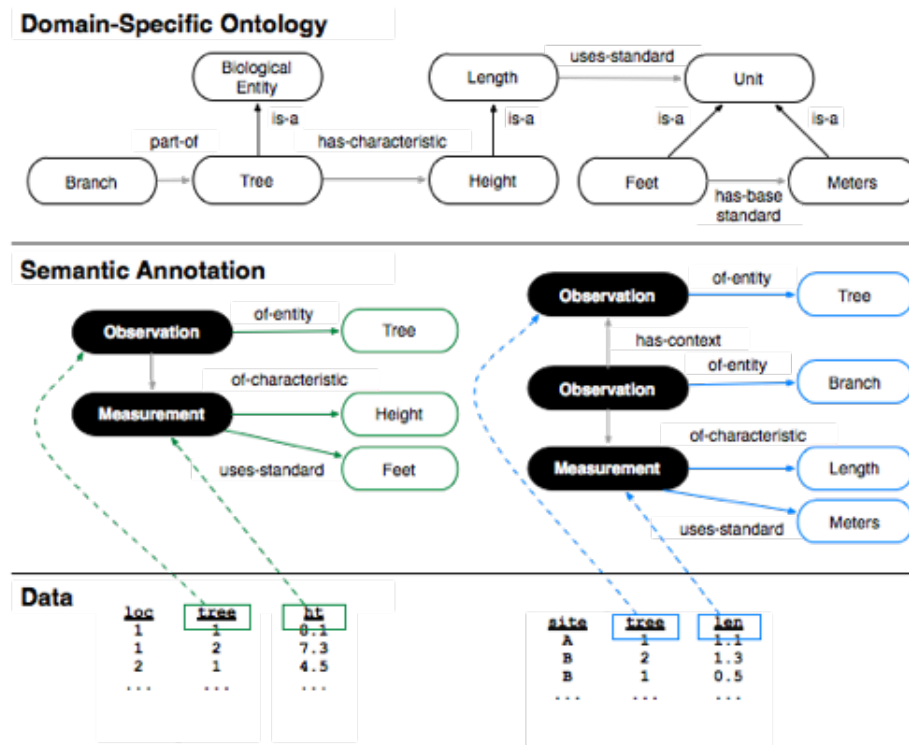 Domain-Specific Ontology
Biological
Entity
Length
uses-standard
Unit
is-a
is-a
is-a
is-a
part-of
has-characteristic
Branch
Tree
Height
Feet
has-base
standard
Meters
Semantic Annotation
Observation
of-entity
Tree
of-characteristic
Measurement
Height
uses-standard
Feet
Observation
of-entity
Tree
has-context
of-entity
Observation
Branch
of-characteristic
Measurement
Length
uses-standard
Meters
Data
loc tree ht
1 1 0.1
1 2 7.3
2 1 4.5
... ... ...
site tree len
A 1 1.1
B 2 1.3
B 1 0.5
... ... ...